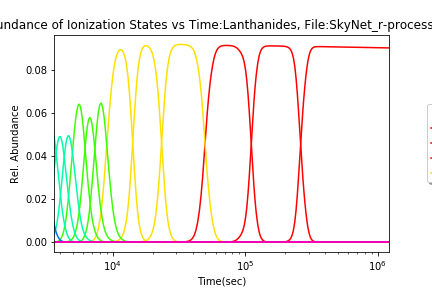 undance of Ionization States vs Time:Lanthanides, File:SkyNet_r-process
Rel. Abundance
0.08
0.06
0.04
0.02
0.00
10⁴ 10⁵ 10⁶
Time(sec)